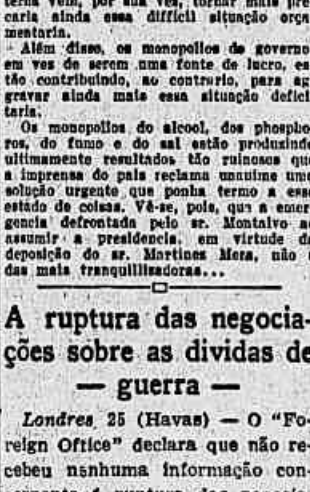 terna vem, por sua vez, tornar mais pre
caria ainda essa difficil situação orça
mentaria.
Além disso, os monopolios do governo
em vez de serem uma fonte de lucro, es
tão contribuindo, ao contrario, para ag
gravar ainda mais essa situação defici
taria.
Os monopolios do alcool, dos phospho
ros, do fumo e do sal estão produzindo
ultimamente resultados tão ruinosos que
a imprensa do paiz reclama unanime uma
solução urgente que ponha termo a esse
estado de coisas. Vê-se, pois, que a emer
gencia defrontada pelo sr. Montalvo ao
assumir a presidencia, em virtude da
deposição do sr. Martinez Mera, não é
das mais tranquillisadoras...
A ruptura das negocia-
ções sobre as dividas de
— guerra —
Londres, 25 (Havas) — O "Fo-
reign Office" declara que não re-
cebeu nenhuma informação con-